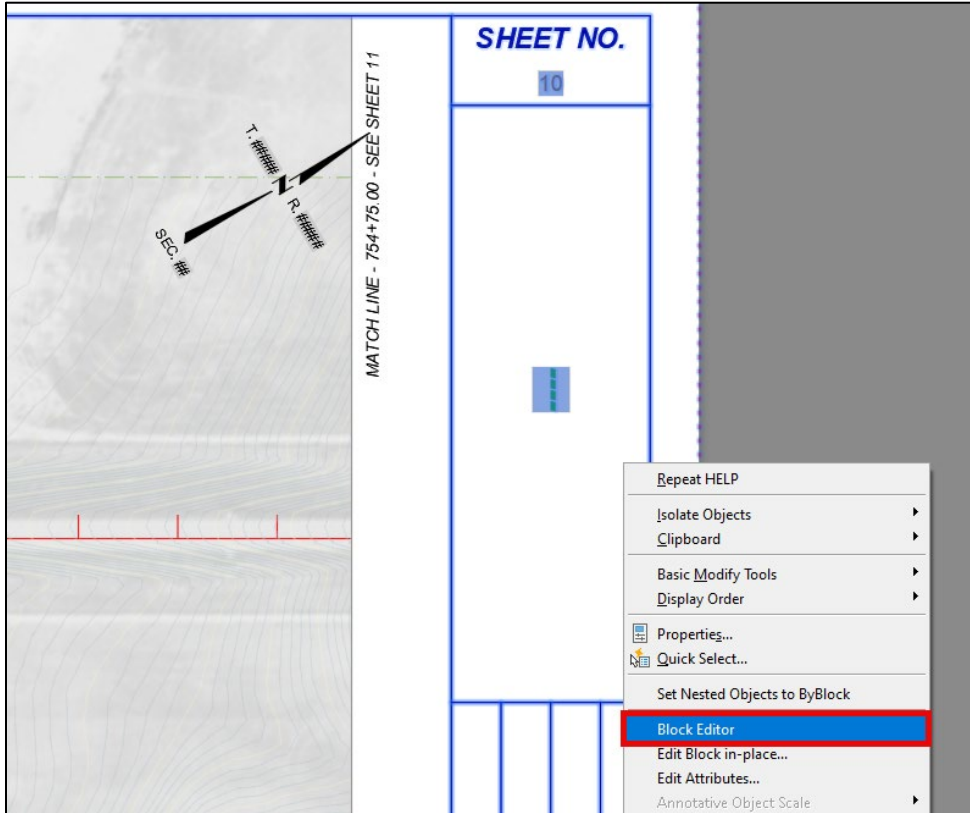 SHEET NO.
10
MATCH LINE - 754+75.00 - SEE SHEET 11
T. #####
R. #####
SEC. ##
Repeat HELP
Isolate Objects
Clipboard
Basic Modify Tools
Display Order
Properties...
Quick Select...
Set Nested Objects to ByBlock
Block Editor
Edit Block in-place...
Edit Attributes...
Annotative Object Scale